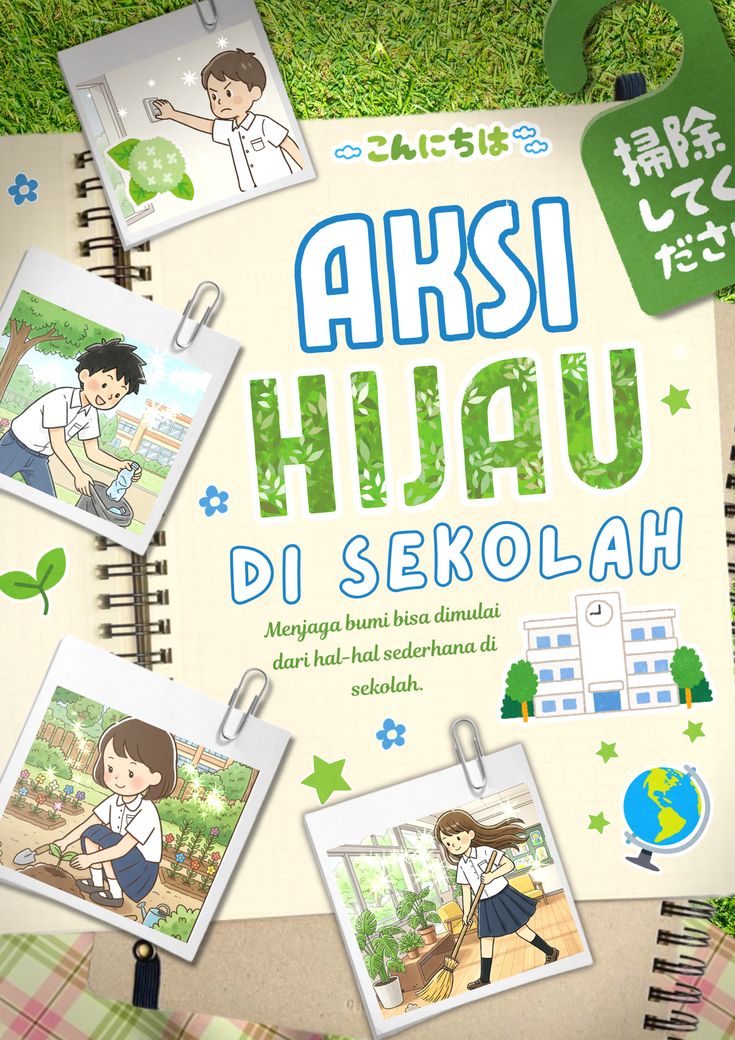 こんにちは
掃除
してく
ださ
AKSI
HIJAU
DI SEKOLAH
Menjaga bumi bisa dimulai
dari hal-hal sederhana di
sekolah.